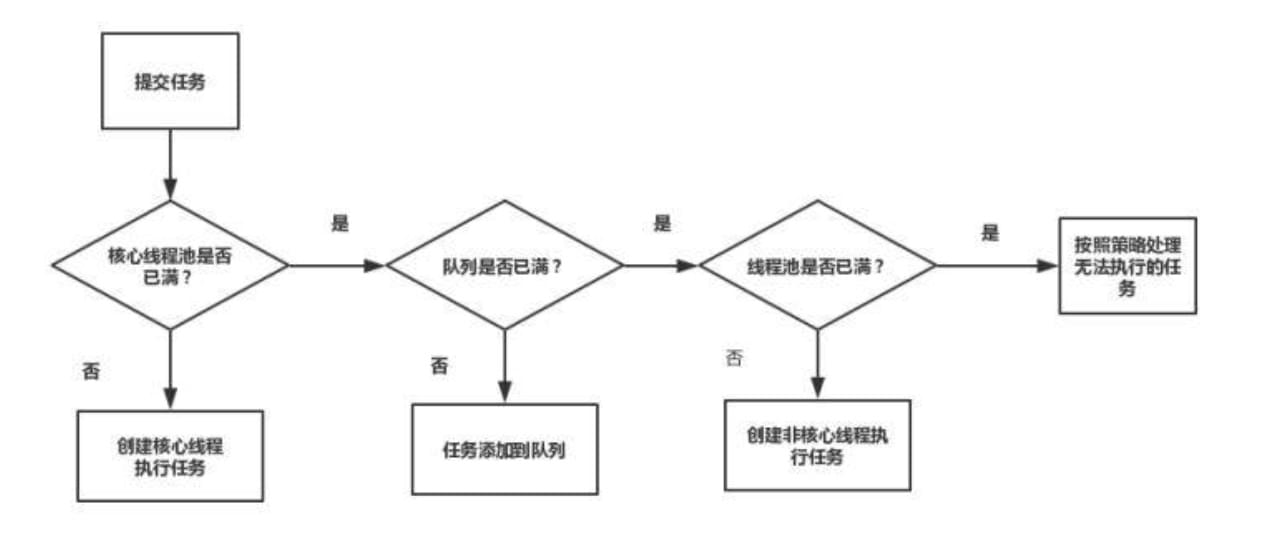 提交任务
核心线程池是否
已满？
是
队列是否已满？
是
线程池是否已满？
是
按照策略处理
无法执行的任
务
否
创建核心线程
执行任务
否
任务添加到队列
否
创建非核心线程执
行任务